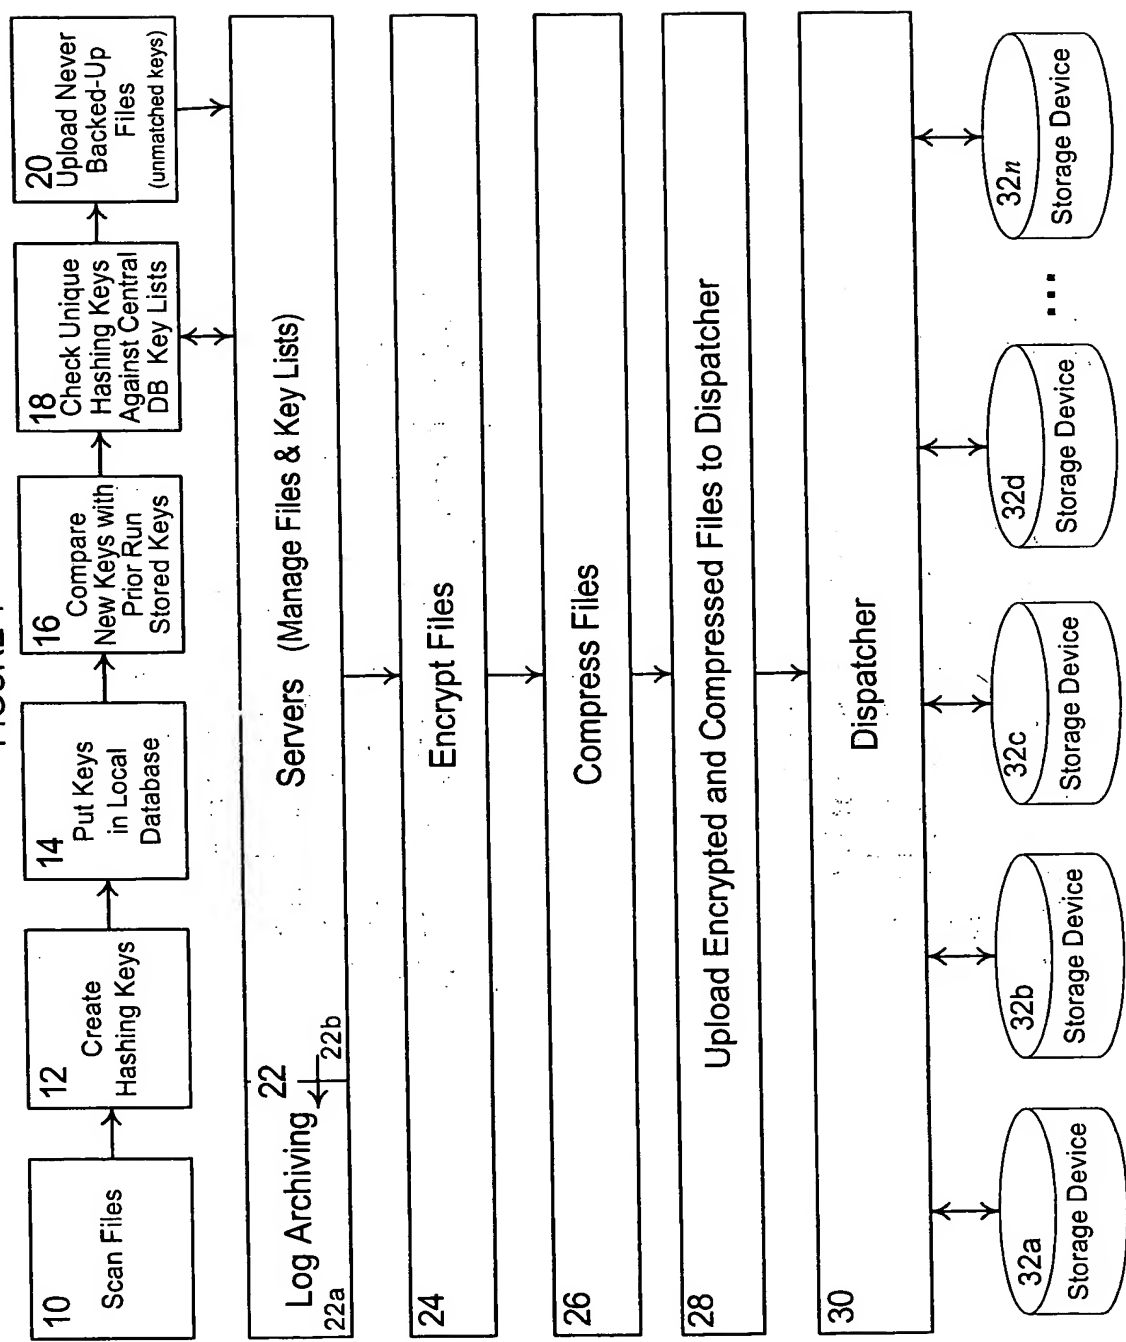 10
Scan Files
12
Create
Hashing Keys
14
Put Keys
in Local
Database
16
Compare
New Keys with
Prior Run
Stored Keys
18
Check Unique
Hashing Keys
Against Central
DB Key Lists
20
Upload Never
Backed-Up
Files
(unmatched keys)
Log Archiving
22a
22
22b
Servers (Manage Files & Key Lists)
24
Encrypt Files
26
Compress Files
28
Upload Encrypted and Compressed Files to Dispatcher
30
Dispatcher
32a
Storage Device
32b
Storage Device
32c
Storage Device
32d
Storage Device
...
32n
Storage Device